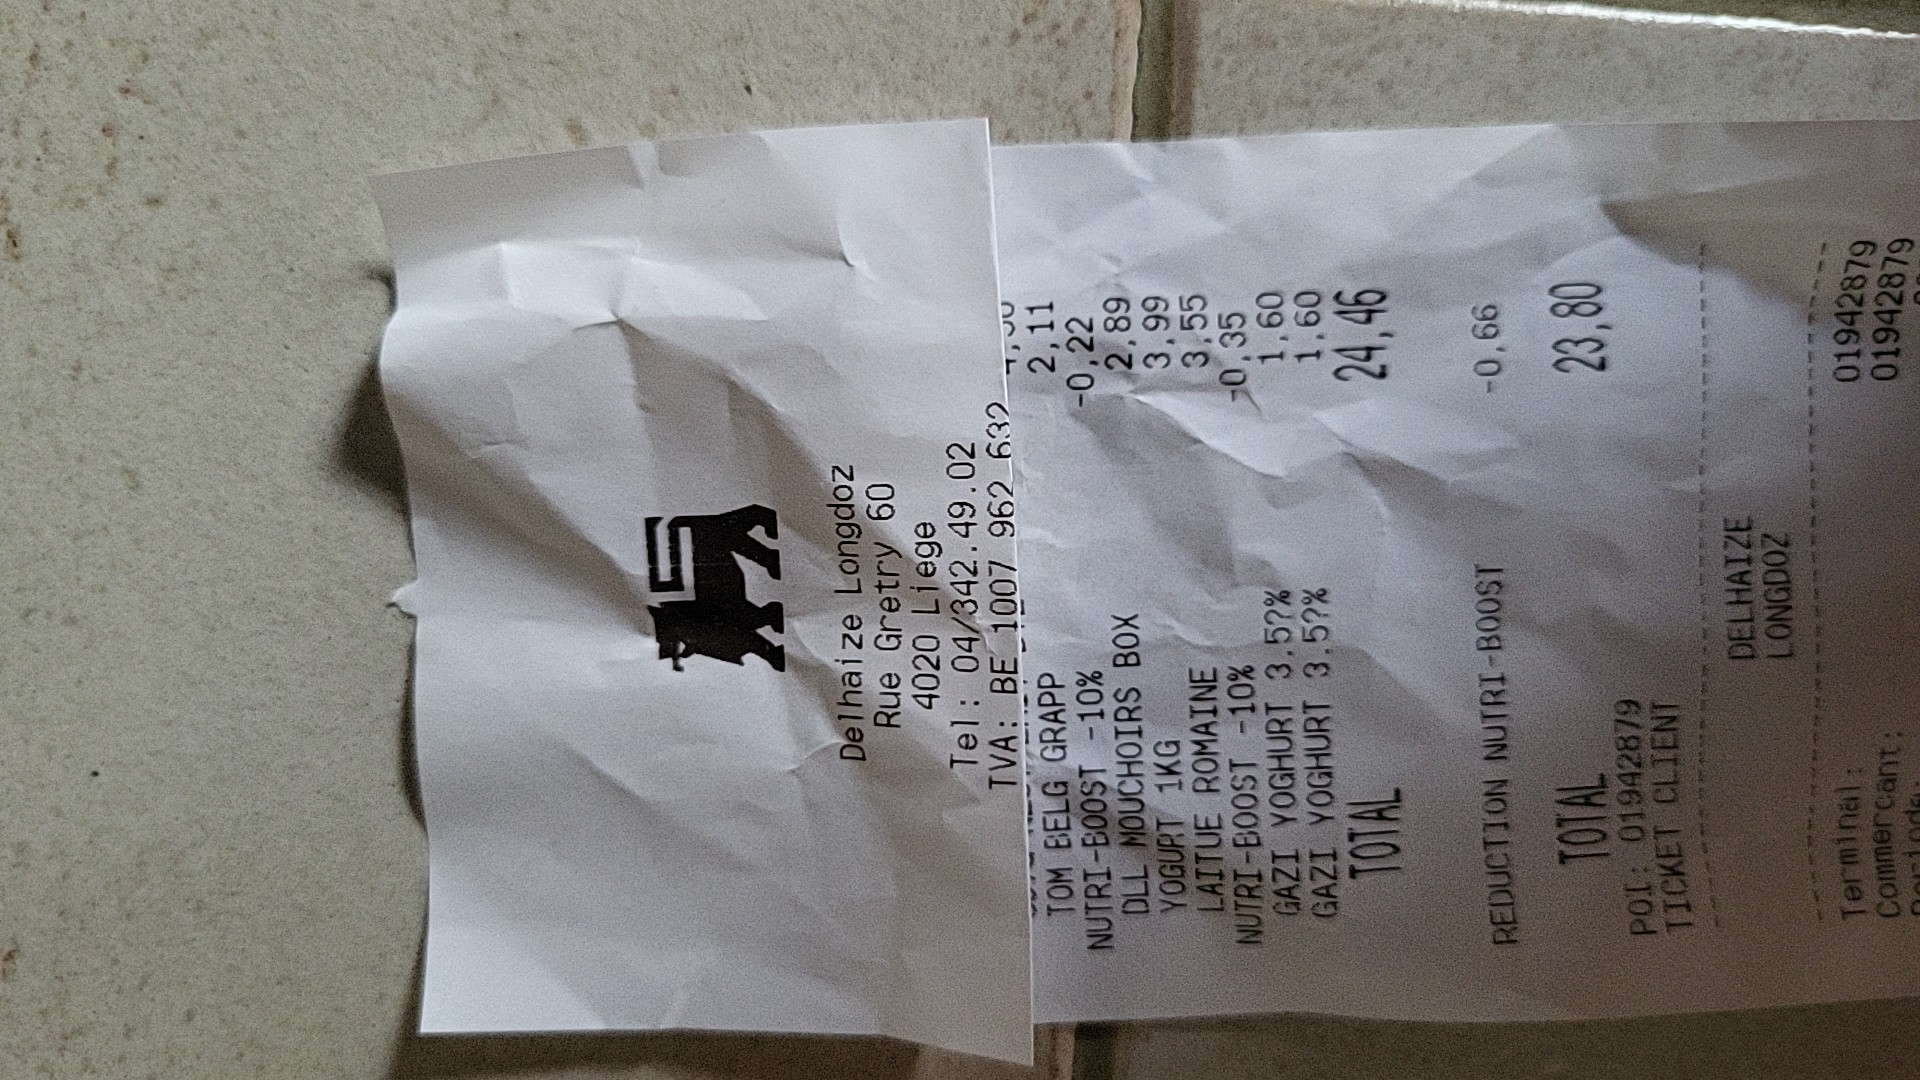 Delhaize Longdoz
Rue Gretry 60
4020 Liege
Tel: 04/342.49.02
TVA: BE 1007 962 632
TOM BELG GRAPP 2,11
NUTRI-BOOST -10% -0,22
DLL MOUCHOIRS BOX 2,89
YOGURT 1KG 3,99
LAITUE ROMAINE 3,55
NUTRI-BOOST -10% -0,35
GAZI YOGHURT 3.5?% 1,60
GAZI YOGHURT 3.5?% 1,60
TOTAL 24,46
REDUCTION NUTRI-BOOST -0,66
TOTAL 23,80
POI: 01942879
TICKET CLIENT
DELHAIZE
LONGDOZ
Terminal: 01942879
Commercant: 01942879